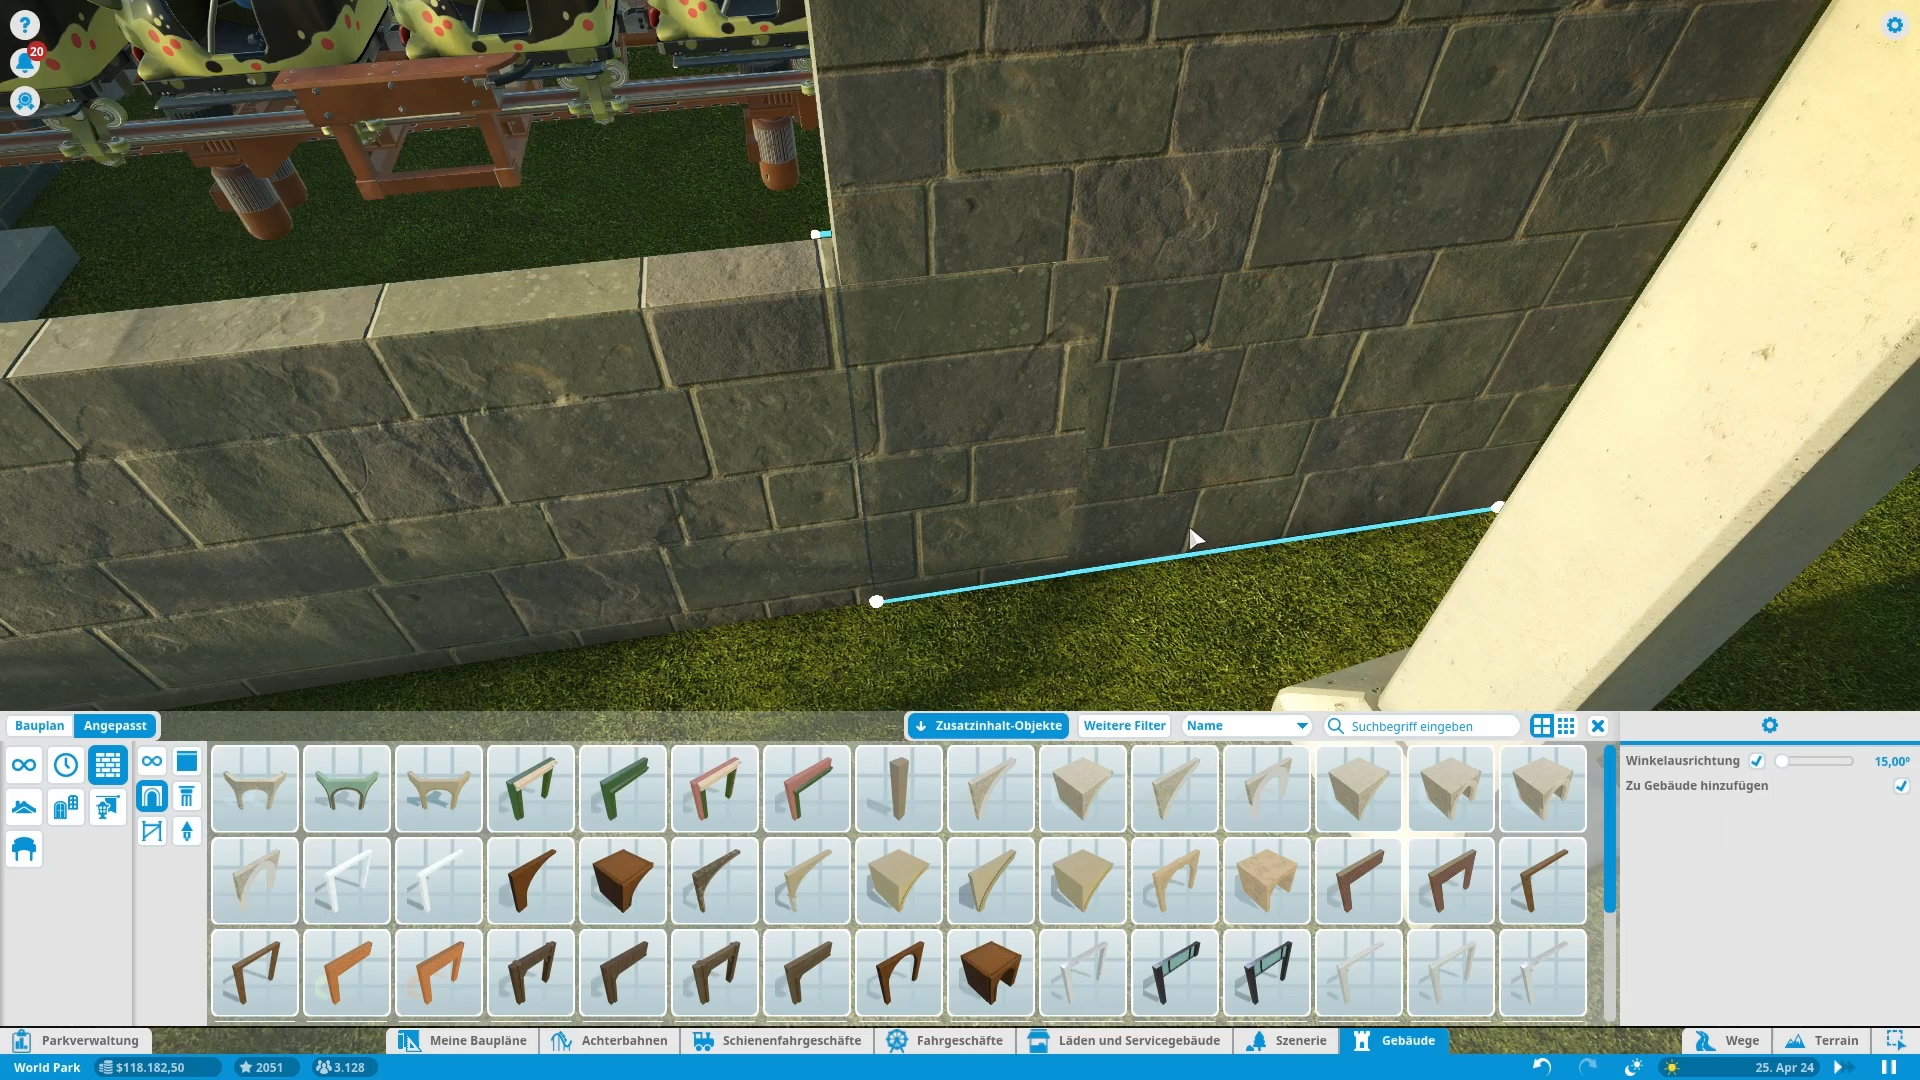 ?
20
Bauplan
Angepasst
Zusatzinhalt-Objekte
Weitere Filter
Name
Suchbegriff eingeben
Winkelausrichtung
15,00°
Zu Gebäude hinzufügen
Parkverwaltung
Meine Baupläne
Achterbahnen
Schienenfahrgeschäfte
Fahrgeschäfte
Läden und Servicegebäude
Szenerie
Gebäude
Wege
Terrain
World Park
$118.182,50
2051
3.128
25. Apr 24